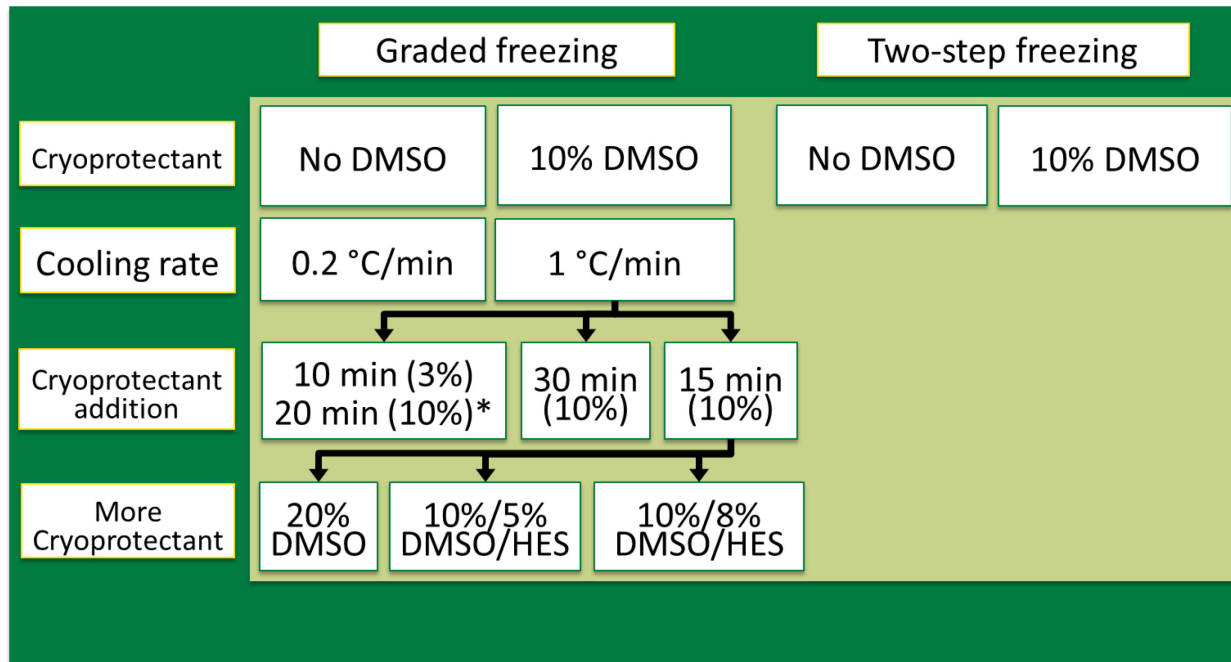 Graded freezing
Two-step freezing
Cryoprotectant
No DMSO
10% DMSO
No DMSO
10% DMSO
Cooling rate
0.2 °C/min
1 °C/min
Cryoprotectant
addition
10 min (3%)
20 min (10%)*
30 min
(10%)
15 min
(10%)
More
Cryoprotectant
20%
DMSO
10%/5%
DMSO/HES
10%/8%
DMSO/HES